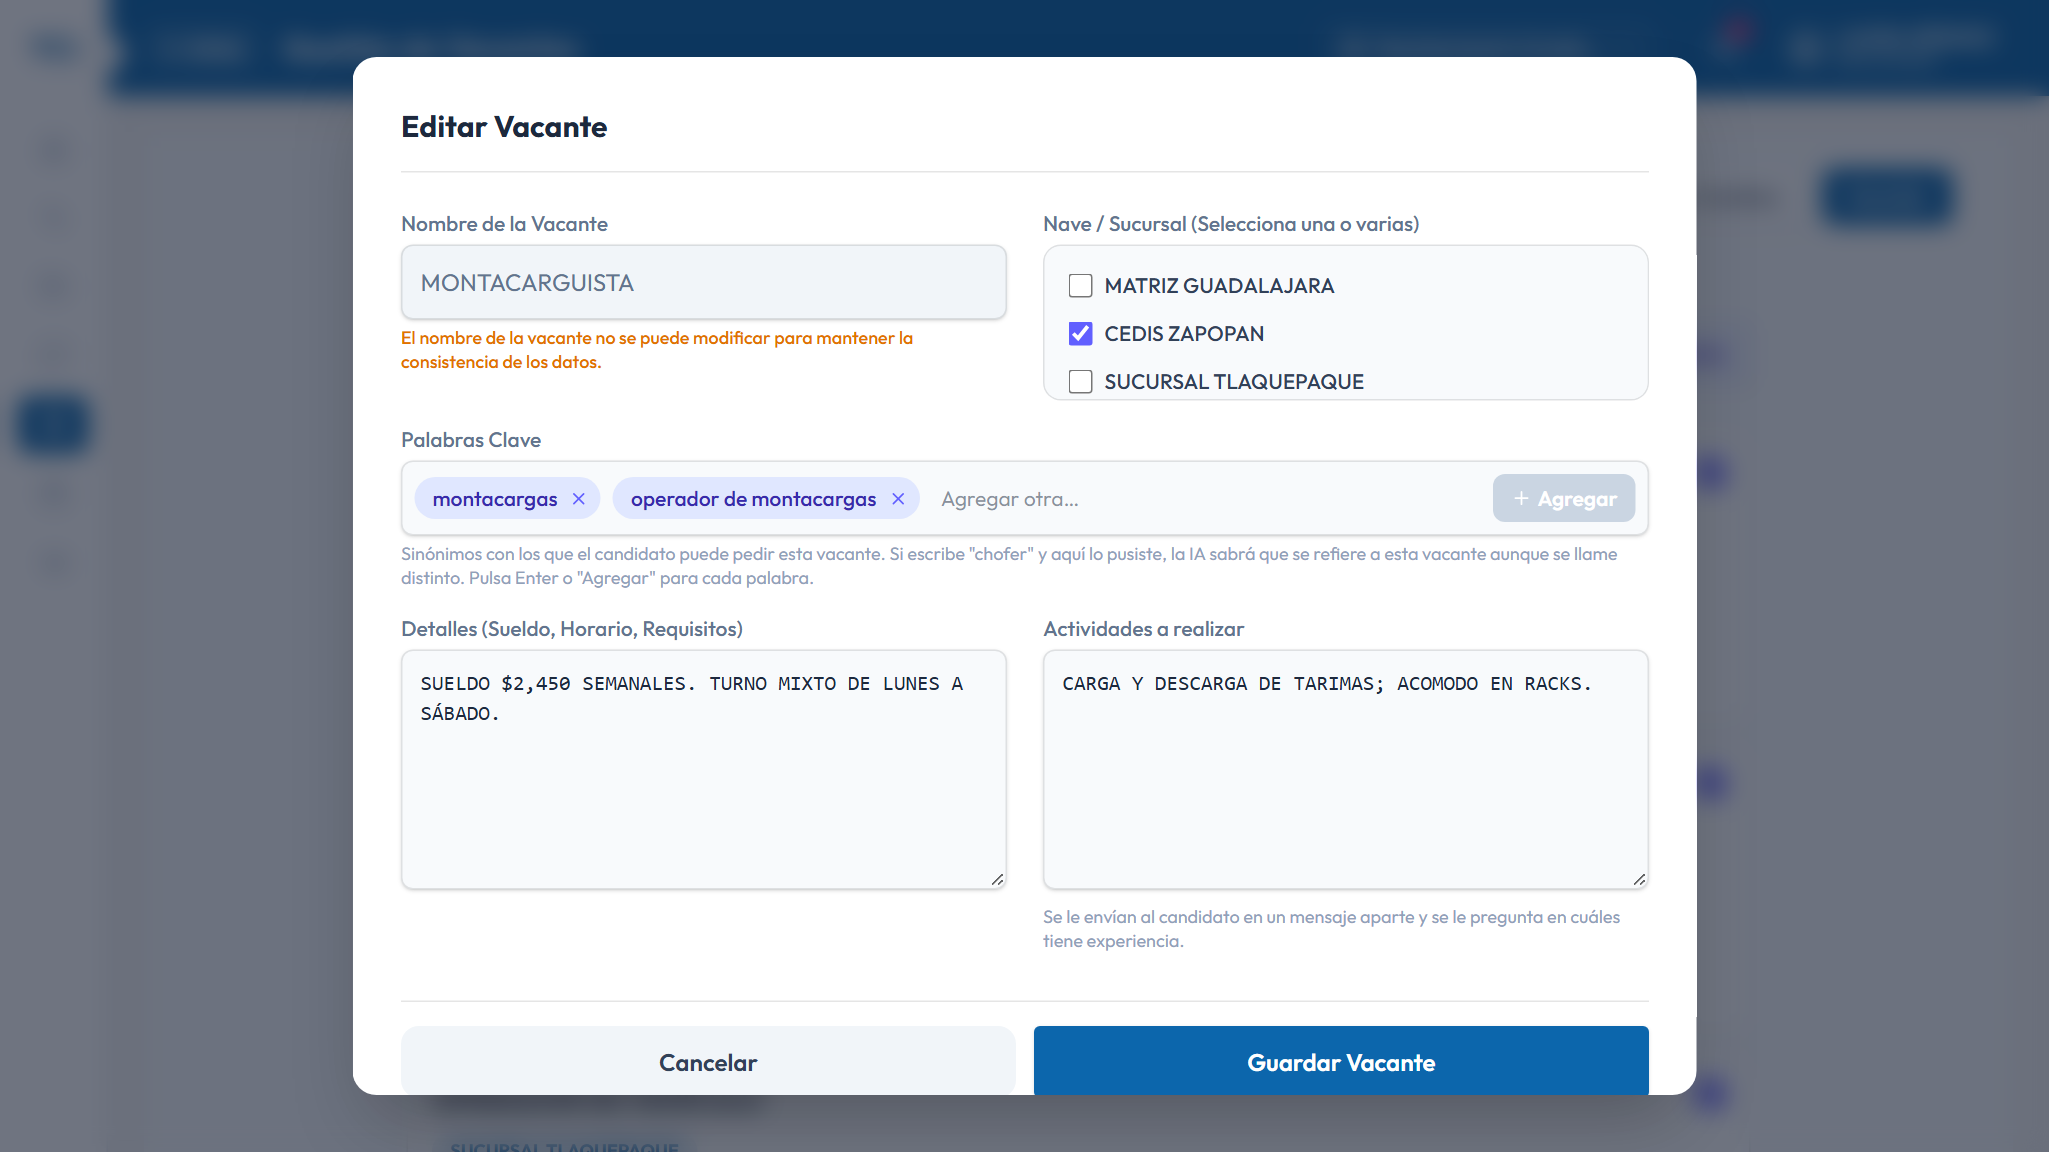 Editar Vacante
Nombre de la Vacante
MONTACARGUISTA
El nombre de la vacante no se puede modificar para mantener la
consistencia de los datos.
Nave / Sucursal (Selecciona una o varias)
MATRIZ GUADALAJARA
CEDIS ZAPOPAN
SUCURSAL TLAQUEPAQUE
Palabras Clave
montacargas ×
operador de montacargas ×
Agregar otra...
+ Agregar
Sinónimos con los que el candidato puede pedir esta vacante. Si escribe "chofer" y aquí lo pusiste, la IA sabrá que se refiere a esta vacante aunque se llame
distinto. Pulsa Enter o "Agregar" para cada palabra.
Detalles (Sueldo, Horario, Requisitos)
SUELDO $2,450 SEMANALES. TURNO MIXTO DE LUNES A
SÁBADO.
Actividades a realizar
CARGA Y DESCARGA DE TARIMAS; ACOMODO EN RACKS.
Se le envían al candidato en un mensaje aparte y se le pregunta en cuáles
tiene experiencia.
Cancelar
Guardar Vacante
SUCURSAL TLAQUEPAQUE